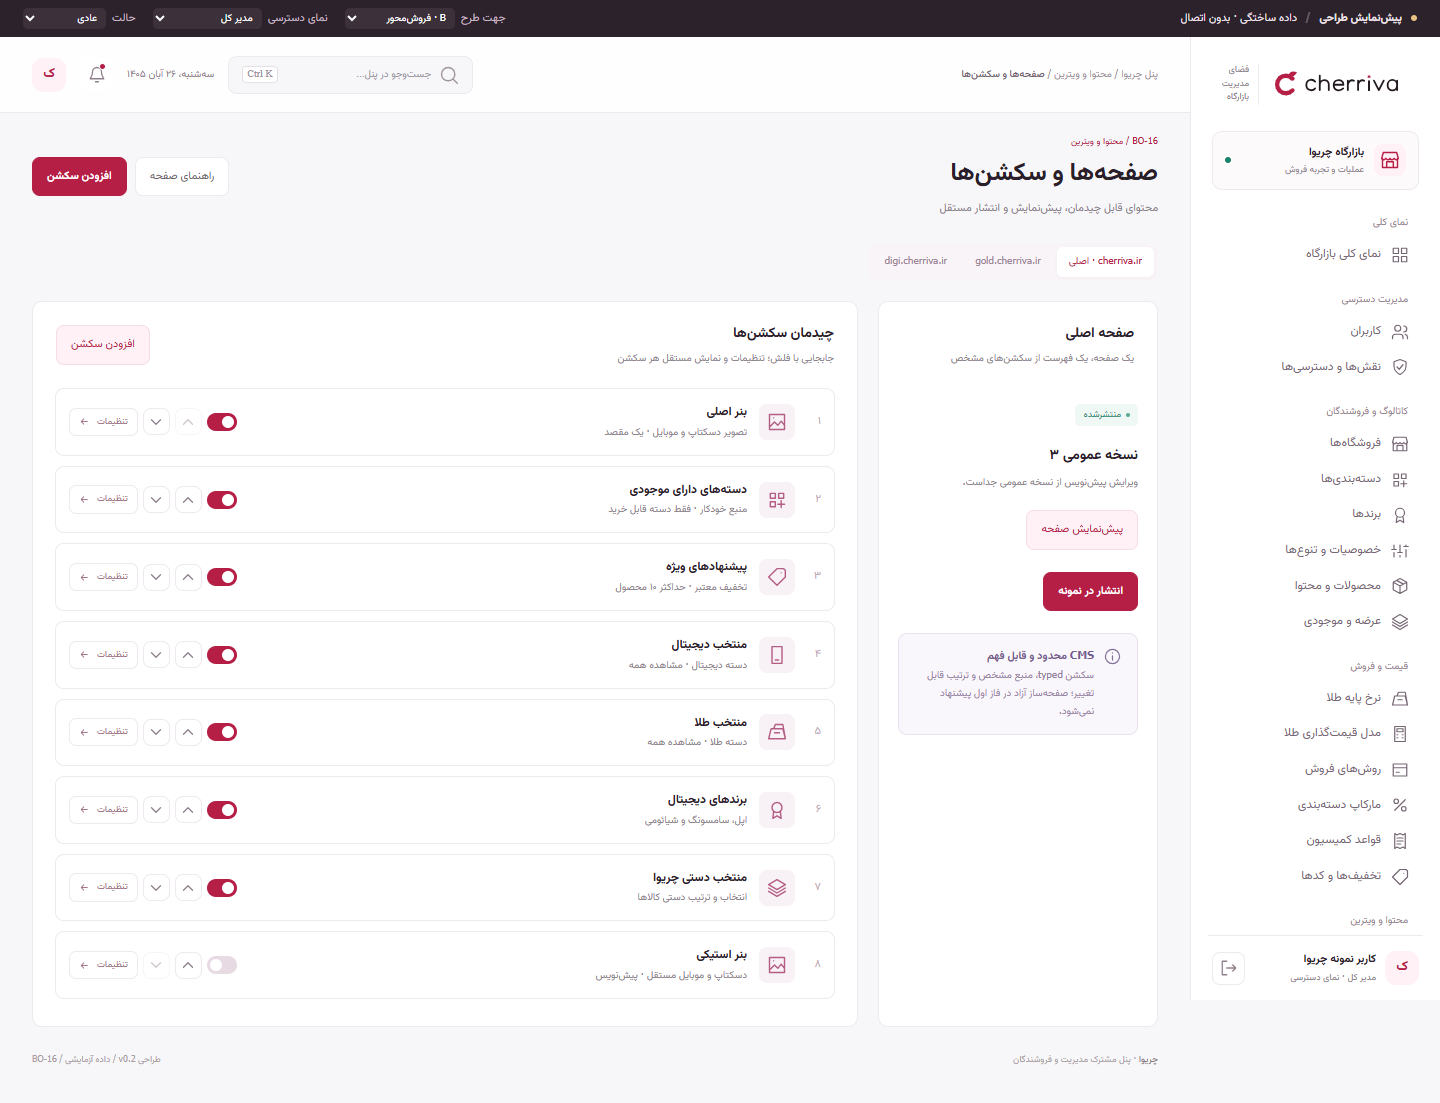 پیش‌نمایش طراحی / داده ساختگی · بدون اتصال
جهت طرح B · فروش‌محور نمای دسترسی مدیر کل حالت عادی
cherriva
فضای
مدیریت
بازارگاه
بازارگاه چریوا
عملیات و تجربه فروش
نمای کلی
نمای کلی بازارگاه
مدیریت دسترسی
کاربران
نقش‌ها و دسترسی‌ها
کاتالوگ و فروشندگان
فروشگاه‌ها
دسته‌بندی‌ها
برندها
خصوصیات و تنوع‌ها
محصولات و محتوا
عرضه و موجودی
قیمت و فروش
نرخ پایه طلا
مدل قیمت‌گذاری طلا
روش‌های فروش
مارکاپ دسته‌بندی
قواعد کمیسیون
تخفیف‌ها و کدها
محتوا و ویترین
ک
کاربر نمونه چریوا
مدیر کل · نمای دسترسی
پنل چریوا / محتوا و ویترین / صفحه‌ها و سکشن‌ها
جست‌وجو در پنل...
Ctrl K
سه‌شنبه، ۲۶ آبان ۱۴۰۵
ک
BO-16 / محتوا و ویترین
صفحه‌ها و سکشن‌ها
محتوای قابل چیدمان، پیش‌نمایش و انتشار مستقل
راهنمای صفحه
افزودن سکشن
cherriva.ir · اصلی
gold.cherriva.ir
digi.cherriva.ir
صفحه اصلی
یک صفحه، یک فهرست از سکشن‌های مشخص
منتشرشده
نسخه عمومی ۳
ویرایش پیش‌نویس از نسخه عمومی جداست.
پیش‌نمایش صفحه
انتشار در نمونه
CMS محدود و قابل فهم
سکشن typed، منبع مشخص و ترتیب قابل
تغییر؛ صفحه‌ساز آزاد در فاز اول پیشنهاد
نمی‌شود.
چیدمان سکشن‌ها
جابجایی با فلش؛ تنظیمات و نمایش مستقل هر سکشن
افزودن سکشن
۱
بنر اصلی
تصویر دسکتاپ و موبایل · یک مقصد
تنظیمات ←
۲
دسته‌های دارای موجودی
منبع خودکار · فقط دسته قابل خرید
تنظیمات ←
۳
پیشنهادهای ویژه
تخفیف معتبر · حداکثر ۱۰ محصول
تنظیمات ←
۴
منتخب دیجیتال
دسته دیجیتال · مشاهده همه
تنظیمات ←
۵
منتخب طلا
دسته طلا · مشاهده همه
تنظیمات ←
۶
برندهای دیجیتال
اپل، سامسونگ و شیائومی
تنظیمات ←
۷
منتخب دستی چریوا
انتخاب و ترتیب دستی کالاها
تنظیمات ←
۸
بنر استیکی
دسکتاپ و موبایل مستقل · پیش‌نویس
تنظیمات ←
چریوا · پنل مشترک مدیریت و فروشندگان
طراحی v0.2 / داده آزمایشی / BO-16